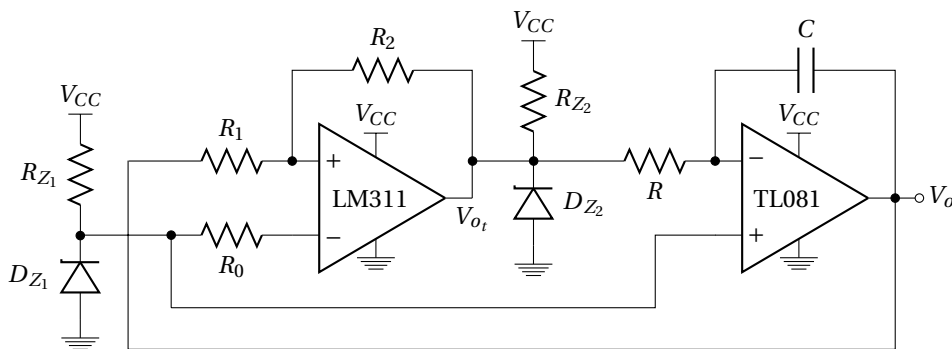 V_CC
R_Z1
D_Z1
R_1
R_0
R_2
V_CC
+
LM311
−
V_ot
V_CC
R_Z2
D_Z2
R
C
V_CC
−
TL081
+
V_o